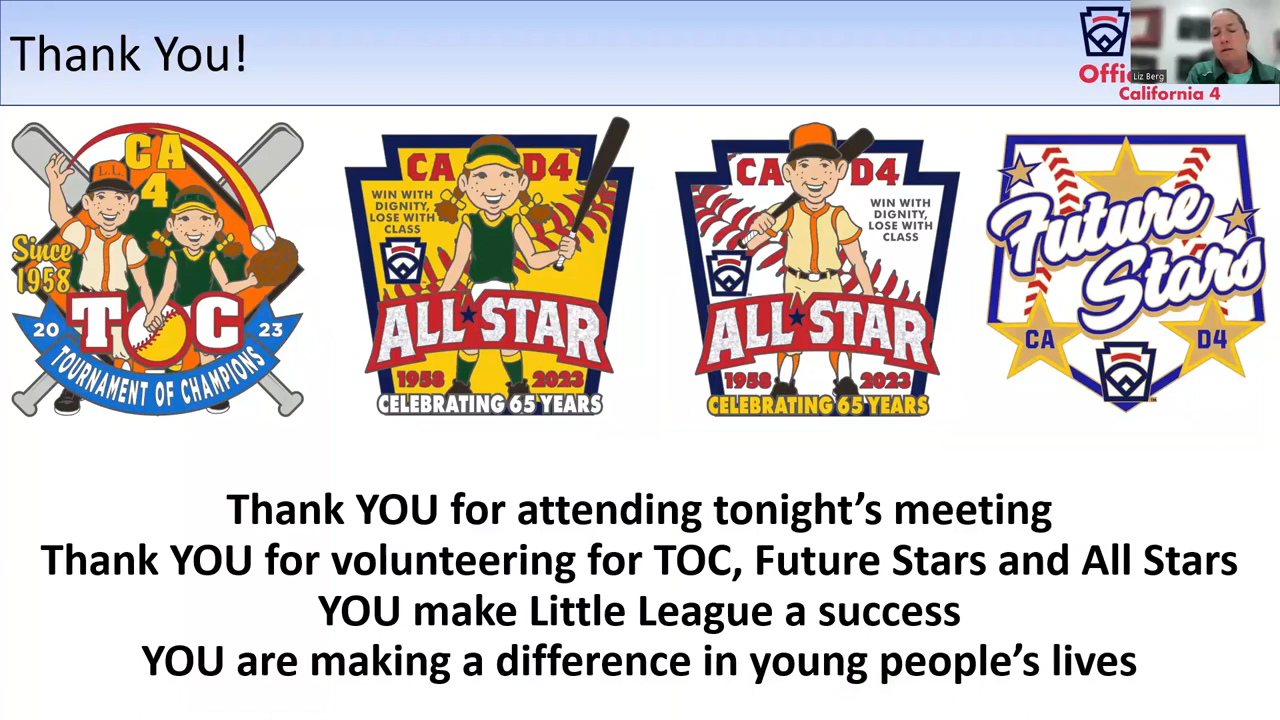 Thank You!
Offi
Liz Berg
California 4
CA
4
L.L.
Since
1958
TOC
20 23
TOURNAMENT OF CHAMPIONS
CA D4
WIN WITH
DIGNITY,
LOSE WITH
CLASS
ALL STAR
1958 2023
CELEBRATING 65 YEARS
CA D4
WIN WITH
DIGNITY,
LOSE WITH
CLASS
ALL STAR
1958 2023
CELEBRATING 65 YEARS
Future
Stars
CA D4
Thank YOU for attending tonight’s meeting
Thank YOU for volunteering for TOC, Future Stars and All Stars
YOU make Little League a success
YOU are making a difference in young people’s lives